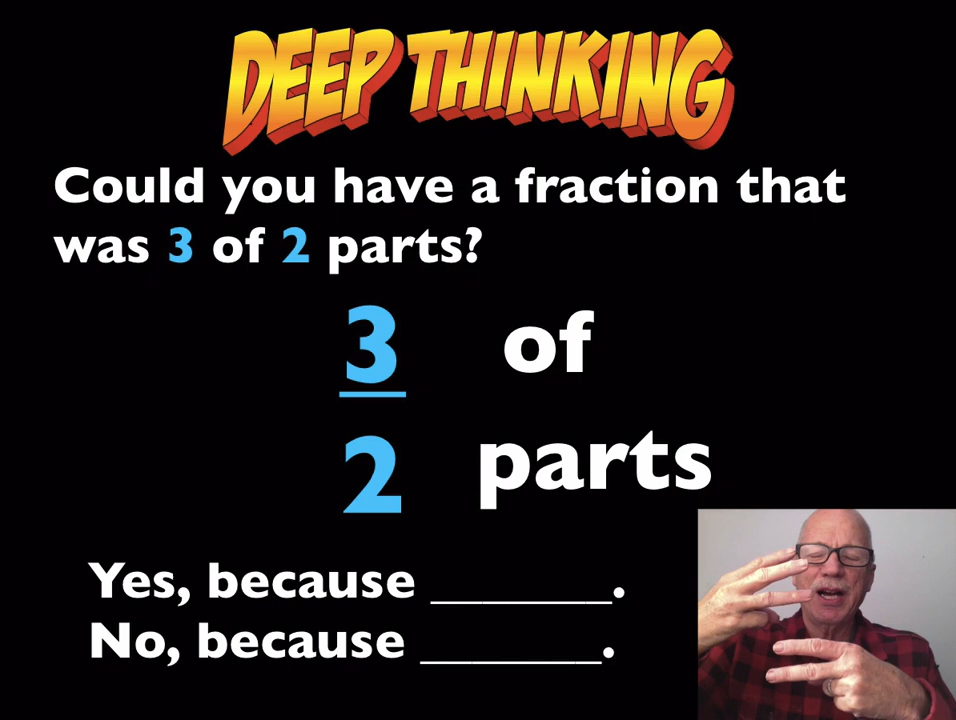 DEEP THINKING
Could you have a fraction that
was 3 of 2 parts?
3 of
2 parts
Yes, because _______.
No, because _______.